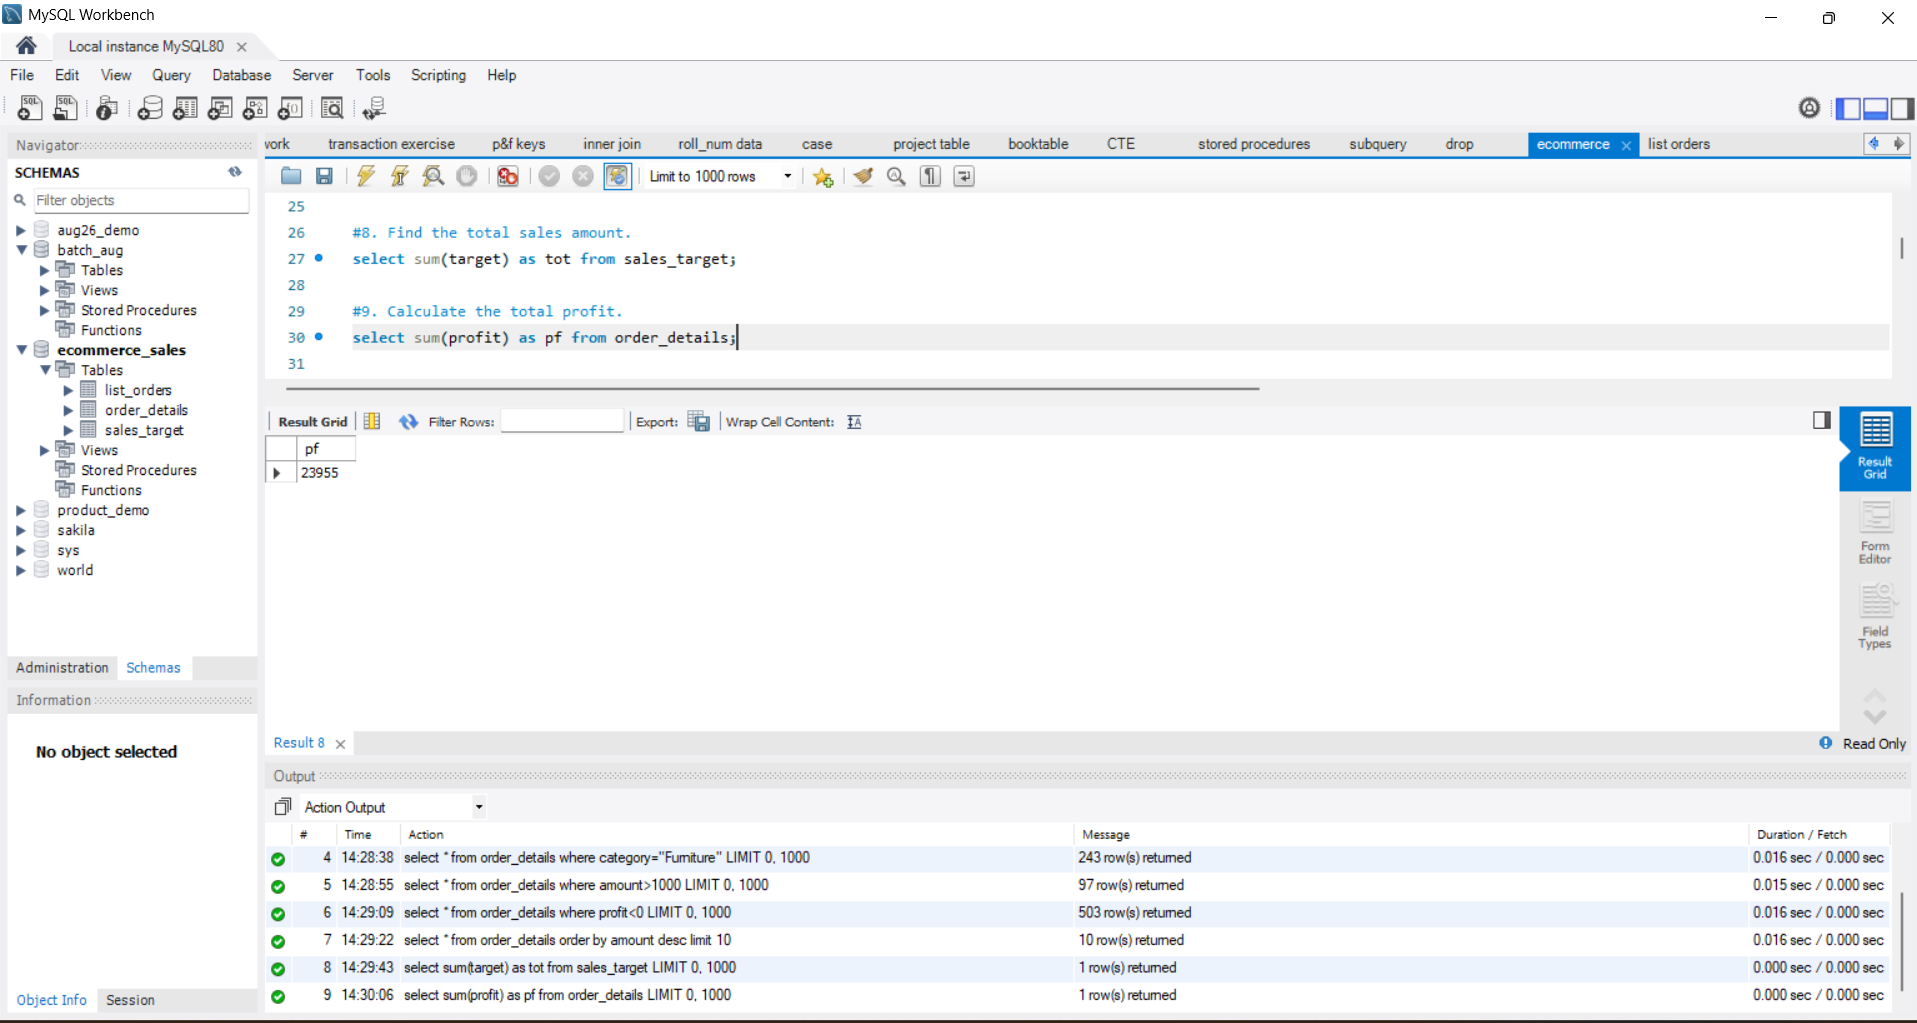 MySQL Workbench
Local instance MySQL80
File Edit View Query Database Server Tools Scripting Help
Navigator
SCHEMAS
Filter objects
aug26_demo
batch_aug
Tables
Views
Stored Procedures
Functions
ecommerce_sales
Tables
list_orders
order_details
sales_target
Views
Stored Procedures
Functions
product_demo
sakila
sys
world
Administration Schemas
Information
No object selected
Object Info Session
work transaction exercise p&f keys inner join roll_num data case project table booktable CTE stored procedures subquery drop ecommerce list orders
Limit to 1000 rows
25
26 #8. Find the total sales amount.
27 select sum(target) as tot from sales_target;
28
29 #9. Calculate the total profit.
30 select sum(profit) as pf from order_details;
31
Result Grid Filter Rows: Export: Wrap Cell Content:
pf
23955
Result Grid
Form Editor
Field Types
Result 8 Read Only
Output
Action Output
# Time Action Message Duration / Fetch
4 14:28:38 select * from order_details where category="Furniture" LIMIT 0, 1000 243 row(s) returned 0.016 sec / 0.000 sec
5 14:28:55 select * from order_details where amount>1000 LIMIT 0, 1000 97 row(s) returned 0.015 sec / 0.000 sec
6 14:29:09 select * from order_details where profit<0 LIMIT 0, 1000 503 row(s) returned 0.016 sec / 0.000 sec
7 14:29:22 select * from order_details order by amount desc limit 10 10 row(s) returned 0.016 sec / 0.000 sec
8 14:29:43 select sum(target) as tot from sales_target LIMIT 0, 1000 1 row(s) returned 0.000 sec / 0.000 sec
9 14:30:06 select sum(profit) as pf from order_details LIMIT 0, 1000 1 row(s) returned 0.000 sec / 0.000 sec